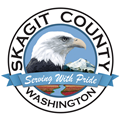 SKAGIT COUNTY
Serving With Pride
WASHINGTON